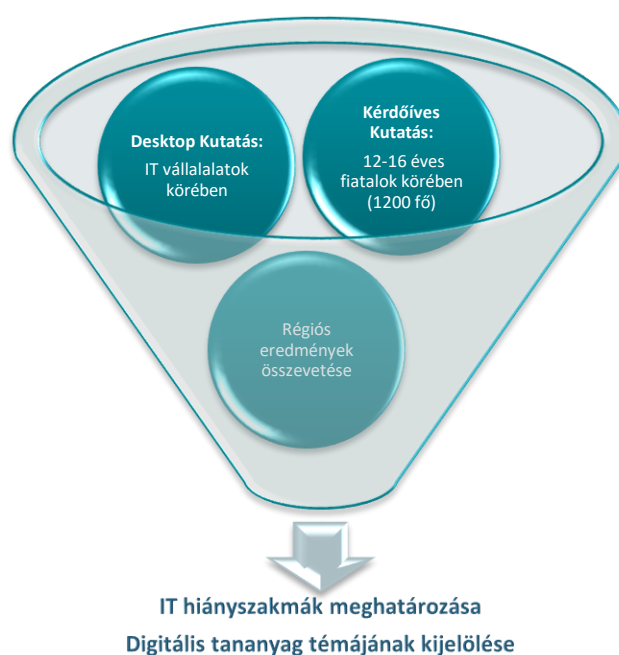 Desktop Kutatás:
IT vállalalatok
körében
Kérdőíves
Kutatás:
12-16 éves
fiatalok körében
(1200 fő)
Régiós
eredmények
összevetése
IT hiányszakmák meghatározása
Digitális tananyag témájának kijelölése